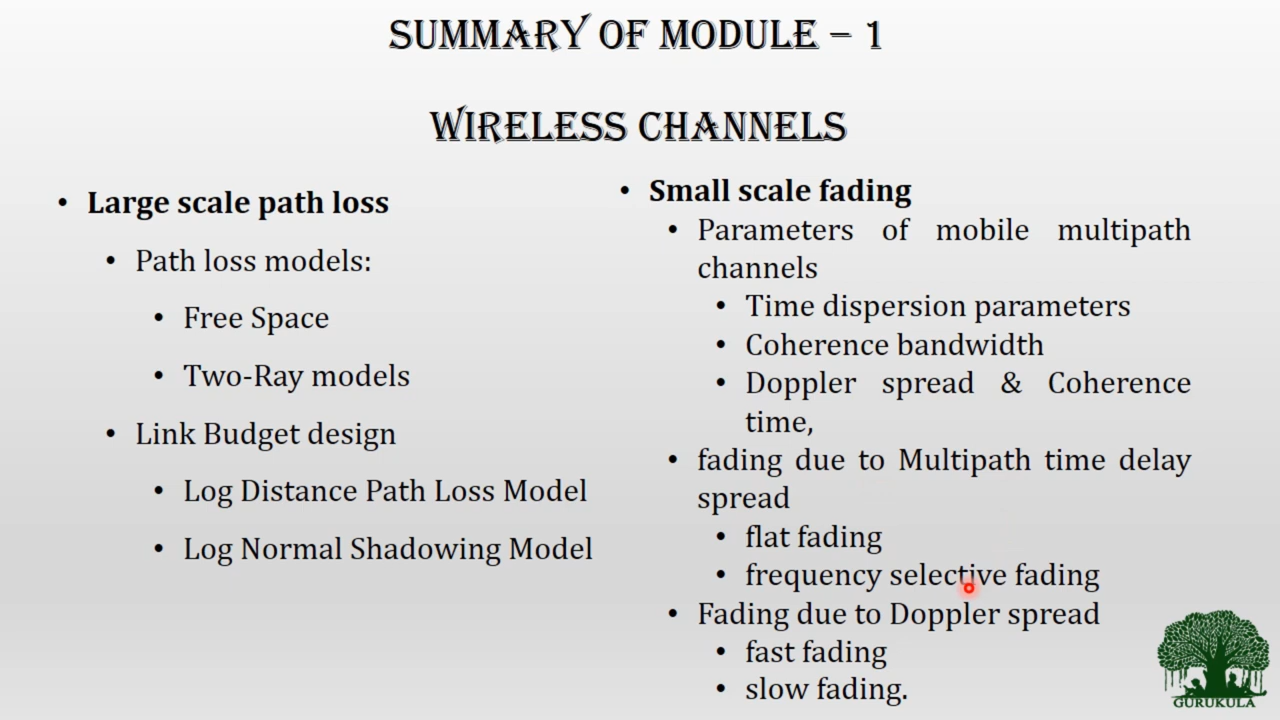 SUMMARY OF MODULE – 1
WIRELESS CHANNELS
• Large scale path loss
• Path loss models:
• Free Space
• Two-Ray models
• Link Budget design
• Log Distance Path Loss Model
• Log Normal Shadowing Model
• Small scale fading
• Parameters of mobile multipath
channels
• Time dispersion parameters
• Coherence bandwidth
• Doppler spread & Coherence
time,
• fading due to Multipath time delay
spread
• flat fading
• frequency selective fading
• Fading due to Doppler spread
• fast fading
• slow fading.
GURUKULA